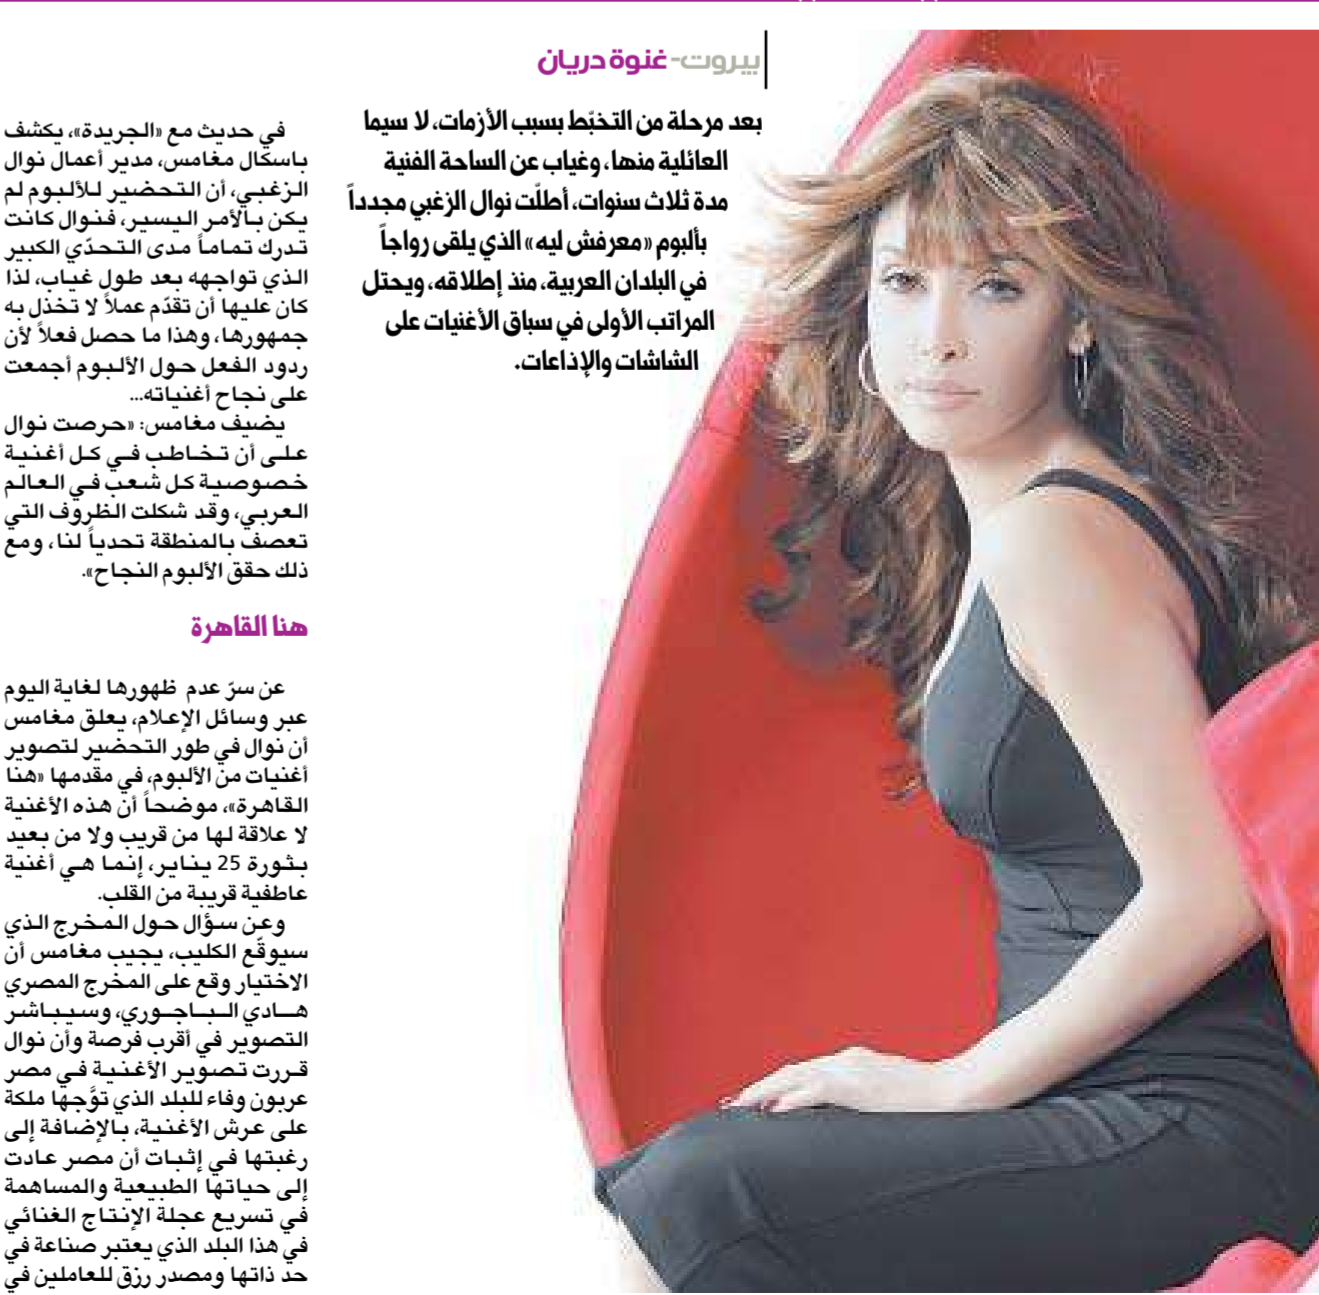 بيروت - غنوة دريان
بعد مرحلة من التخبّط بسبب الأزمات، لا سيما
العائلية منها، وغياب عن الساحة الفنية
مدة ثلاث سنوات، أطلّت نوال الزغبي مجدداً
بألبوم «معرفش ليه» الذي يلقى رواجاً
في البلدان العربية، منذ إطلاقه، ويحتل
المراتب الأولى في سباق الأغنيات على
الشاشات والإذاعات.
في حديث مع «الجريدة»، يكشف
باسكال مغامس، مدير أعمال نوال
الزغبي، أن التحضير للألبوم لم
يكن بالأمر اليسير، فنوال كانت
تدرك تماماً مدى التحدّي الكبير
الذي تواجهه بعد طول غياب، لذا
كان عليها أن تقدّم عملاً لا تخذل به
جمهورها، وهذا ما حصل فعلاً لأن
ردود الفعل حول الألبوم أجمعت
على نجاح أغنياته...
يضيف مغامس: «حرصت نوال
على أن تخاطب في كل أغنية
خصوصية كل شعب في العالم
العربي، وقد شكلت الظروف التي
تعصف بالمنطقة تحدياً لنا، ومع
ذلك حقق الألبوم النجاح».
هنا القاهرة
عن سرّ عدم ظهورها لغاية اليوم
عبر وسائل الإعلام، يعلق مغامس
أن نوال في طور التحضير لتصوير
أغنيات من الألبوم، في مقدمها «هنا
القاهرة»، موضحاً أن هذه الأغنية
لا علاقة لها من قريب ولا من بعيد
بثورة 25 يناير، إنما هي أغنية
عاطفية قريبة من القلب.
وعن سؤال حول المخرج الذي
سيوقّع الكليب، يجيب مغامس أن
الاختيار وقع على المخرج المصري
هادي الباجوري، وسيباشر
التصوير في أقرب فرصة وأن نوال
قررت تصوير الأغنية في مصر
عربون وفاء للبلد الذي توَّجها ملكة
على عرش الأغنية، بالإضافة إلى
رغبتها في إثبات أن مصر عادت
إلى حياتها الطبيعية والمساهمة
في تسريع عجلة الإنتاج الغنائي
في هذا البلد الذي يعتبر صناعة في
حد ذاتها ومصدر رزق للعاملين في